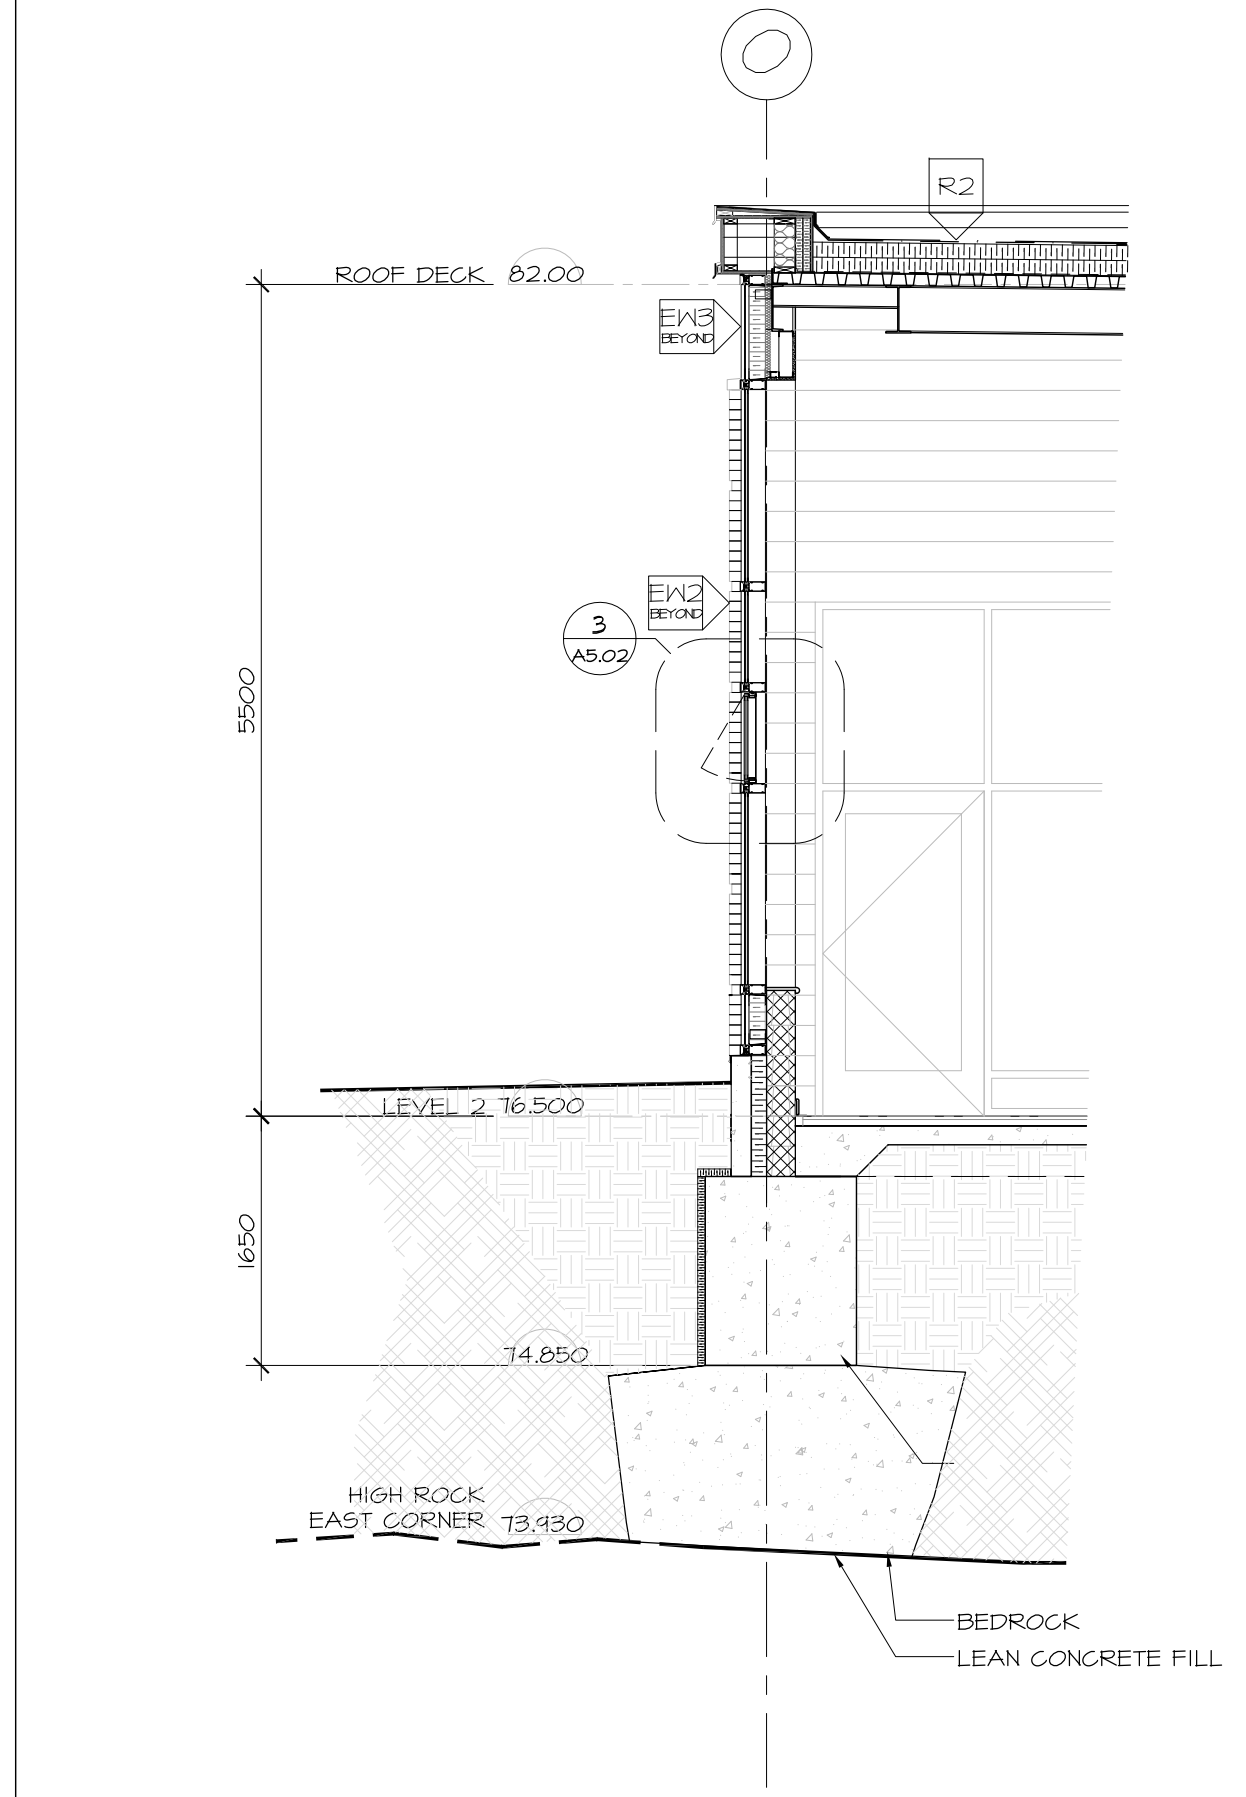 O
R2
ROOF DECK 82.00
EW3
BEYOND
EW2
BEYOND
3
A5.02
5500
LEVEL 2 76.500
1650
74.850
HIGH ROCK
EAST CORNER 73.930
BEDROCK
LEAN CONCRETE FILL